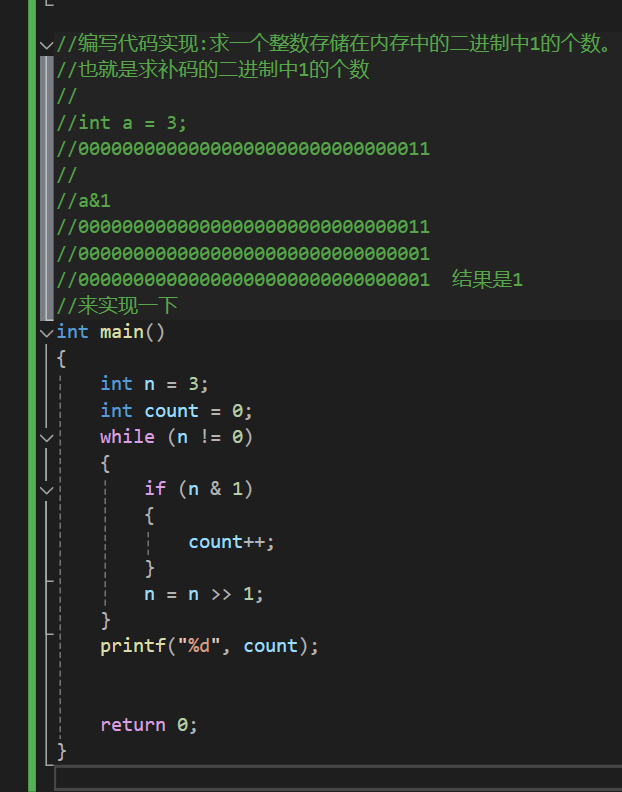 //编写代码实现:求一个整数存储在内存中的二进制中1的个数。
//也就是求补码的二进制中1的个数
//
//int a = 3;
//00000000000000000000000000000011
//
//a&1
//00000000000000000000000000000011
//00000000000000000000000000000001
//00000000000000000000000000000001  结果是1
//来实现一下
int main()
{
    int n = 3;
    int count = 0;
    while (n != 0)
    {
        if (n & 1)
        {
            count++;
        }
        n = n >> 1;
    }
    printf("%d", count);
    return 0;
}